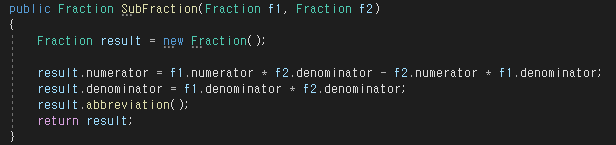 public Fraction SubFraction(Fraction f1, Fraction f2)
{
Fraction result = new Fraction();
result.numerator = f1.numerator * f2.denominator - f2.numerator * f1.denominator;
result.denominator = f1.denominator * f2.denominator;
result.abbreviation();
return result;
}